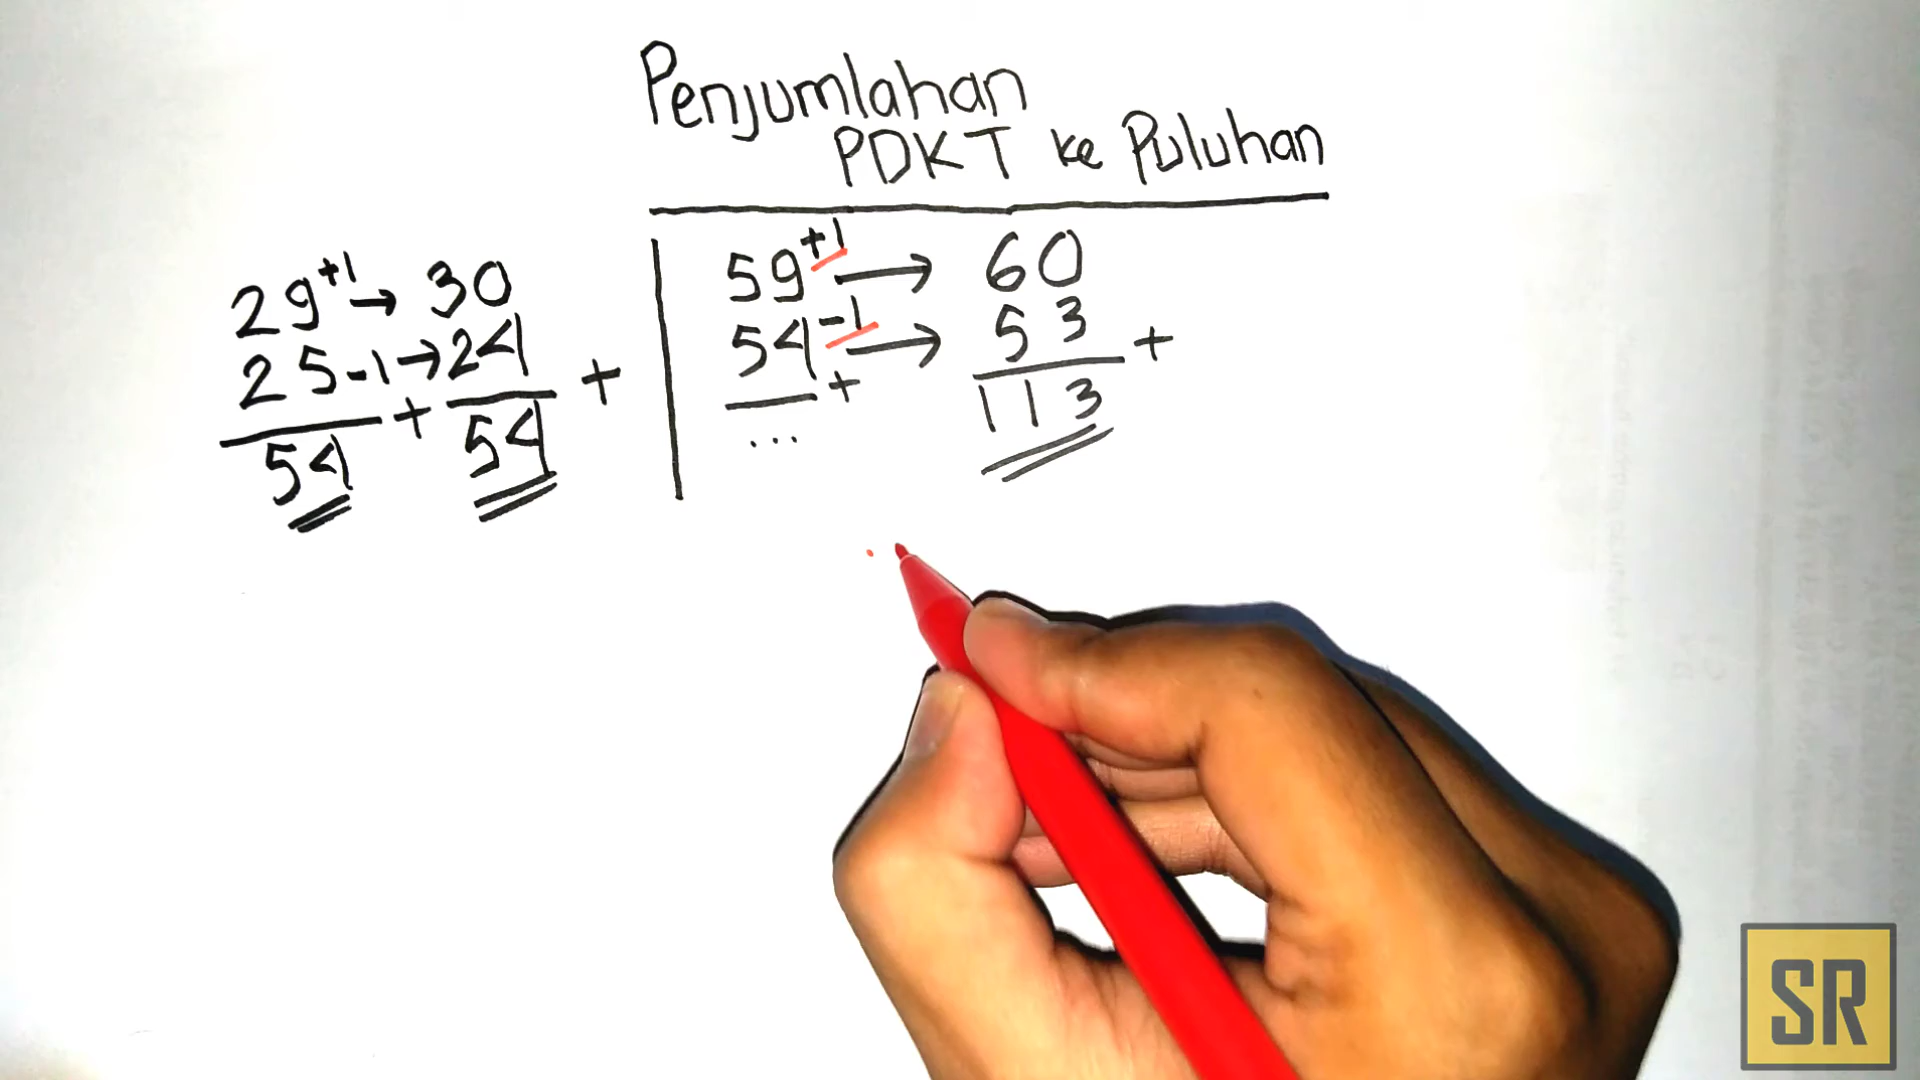 Penjumlahan
PDKT ke Puluhan
29+1 → 30
25-1 → 24 +
54 + 54
59+1 → 60
54-1 → 53 +
+
... 113
SR